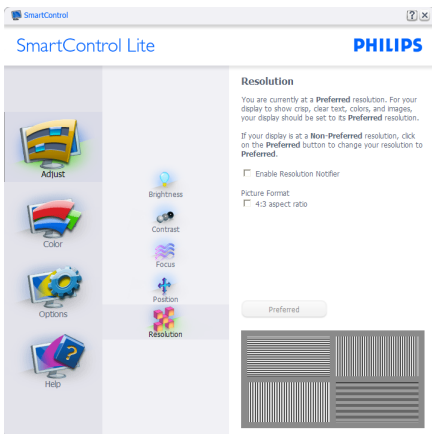 SmartControl
SmartControl Lite
PHILIPS
Adjust
Color
Options
Help
Brightness
Contrast
Focus
Position
Resolution
Resolution
You are currently at a Preferred resolution. For your
display to show crisp, clear text, colors, and images,
your display should be set to its Preferred resolution.
If your display is at a Non-Preferred resolution, click
on the Preferred button to change your resolution to
Preferred.
Enable Resolution Notifier
Picture Format
4:3 aspect ratio
Preferred